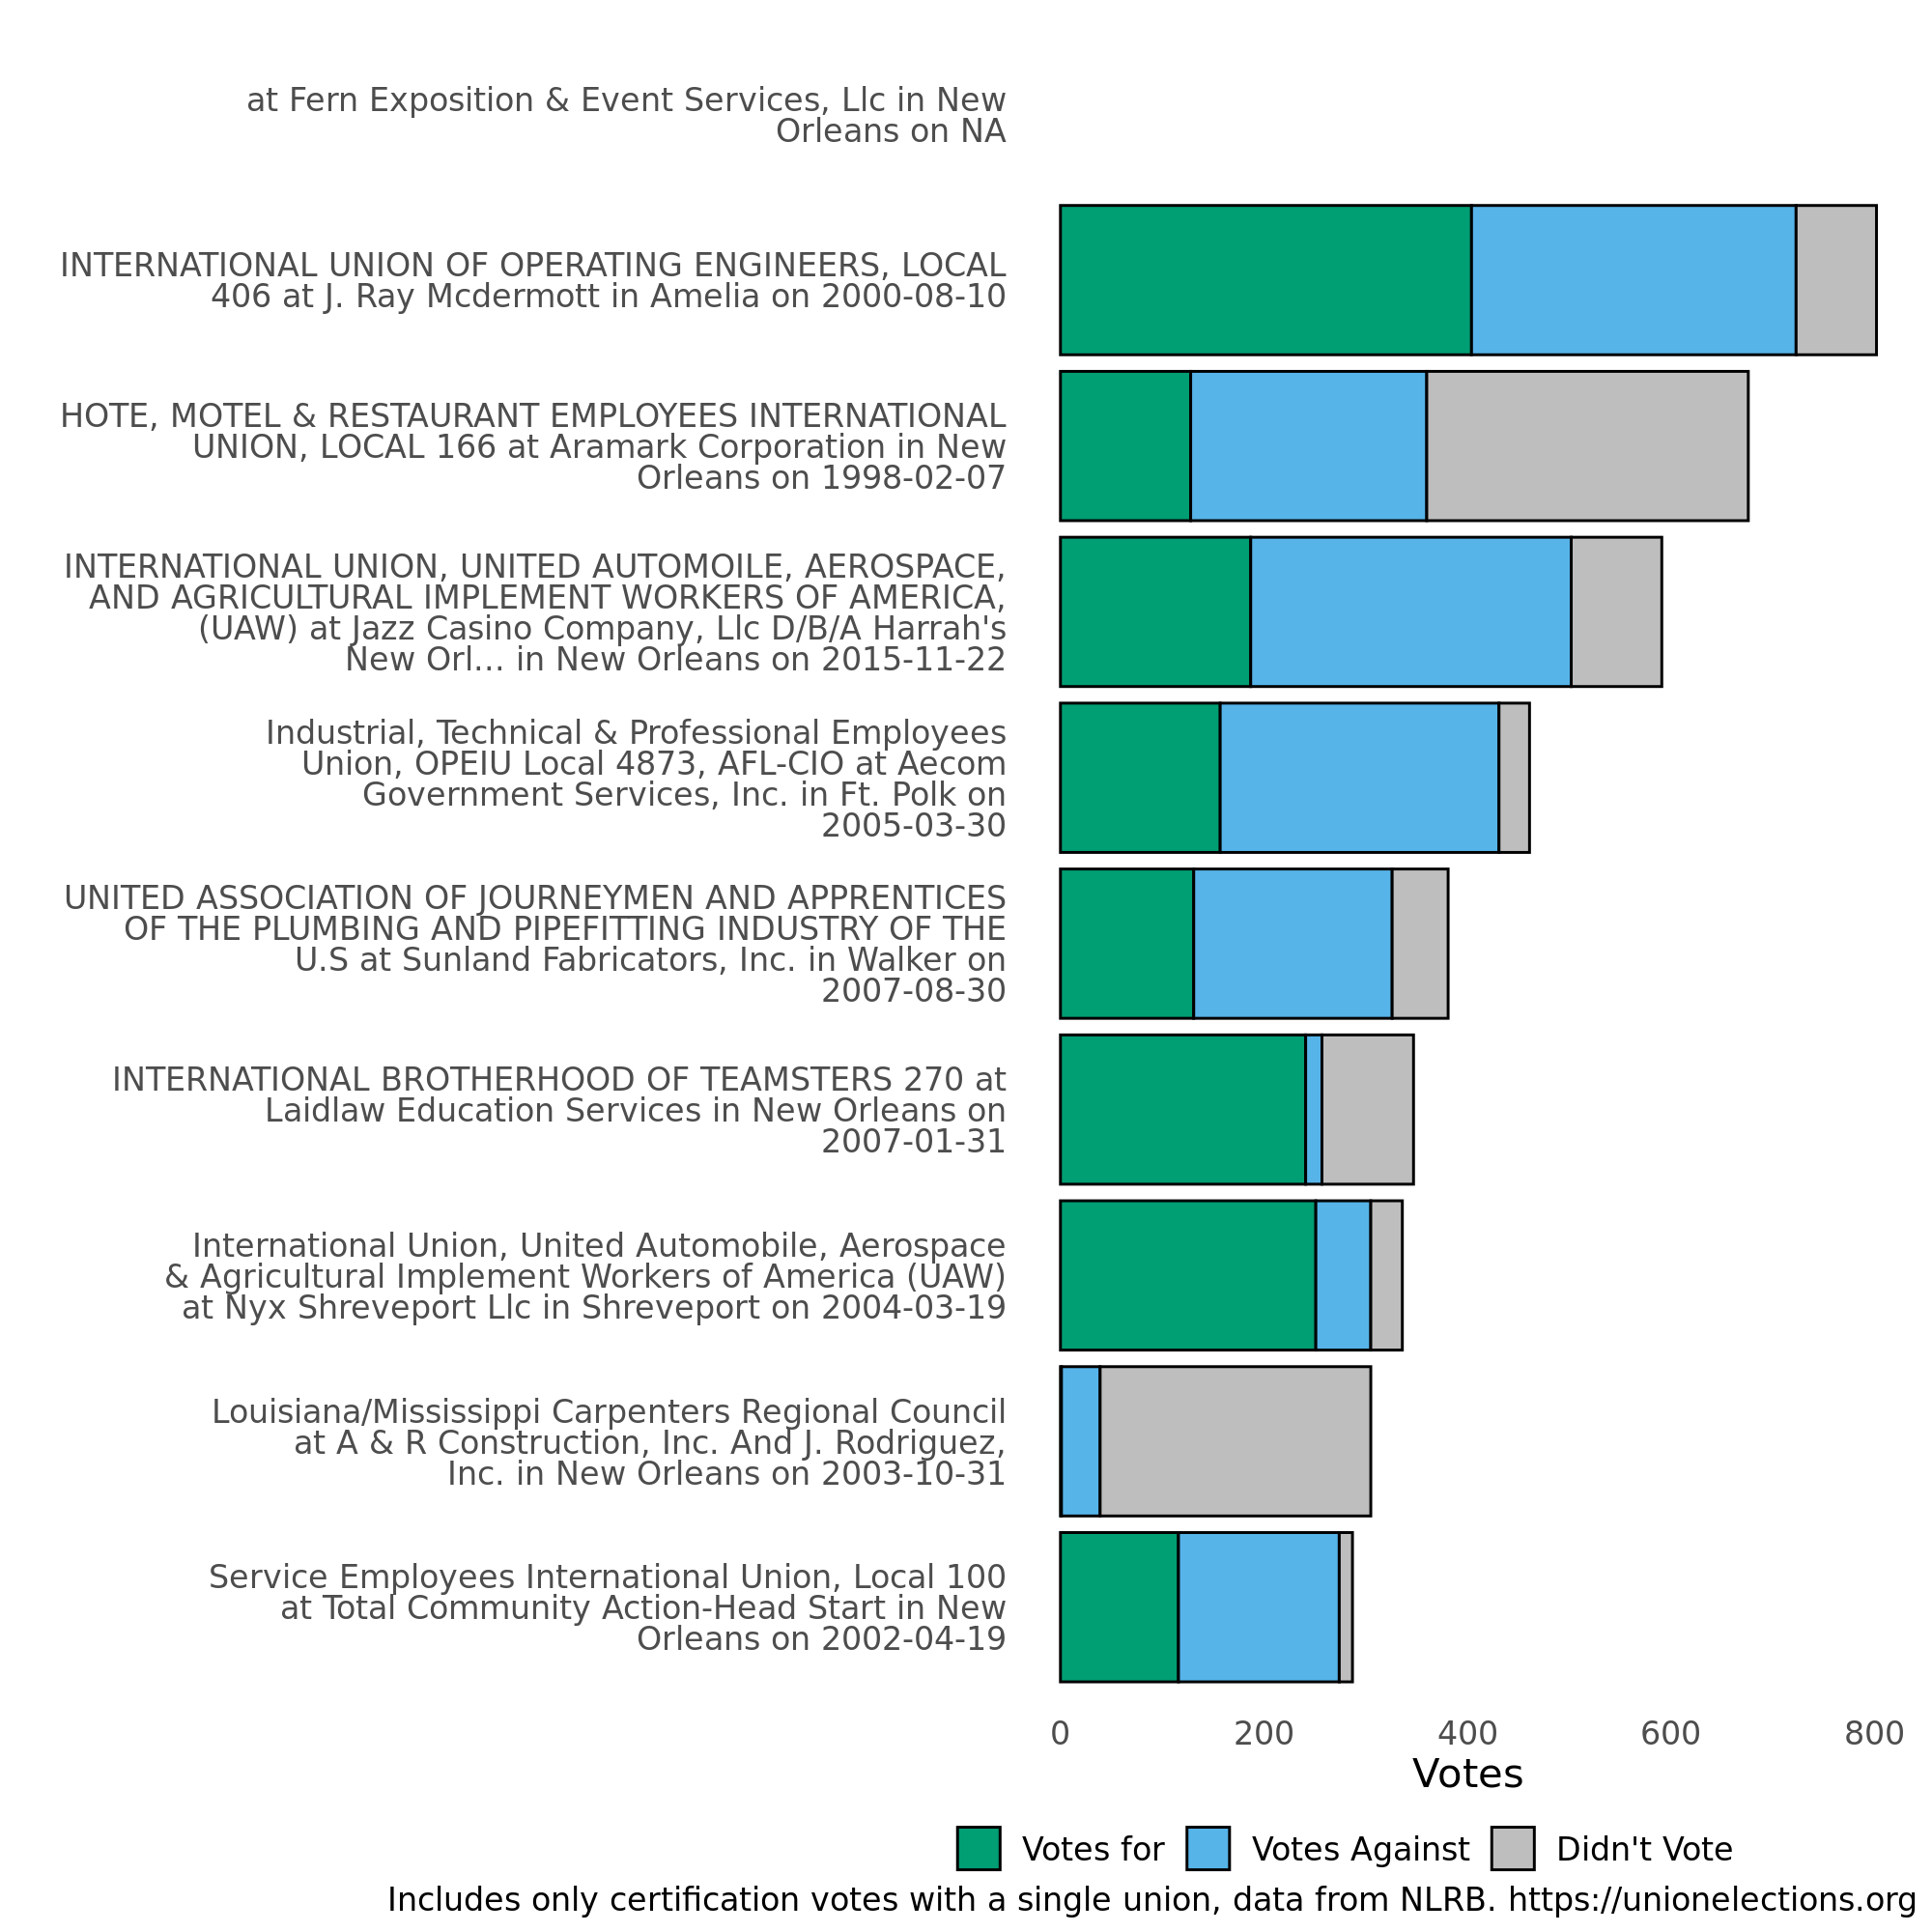 at Fern Exposition & Event Services, Llc in New
Orleans on NA
INTERNATIONAL UNION OF OPERATING ENGINEERS, LOCAL
406 at J. Ray Mcdermott in Amelia on 2000-08-10
HOTE, MOTEL & RESTAURANT EMPLOYEES INTERNATIONAL
UNION, LOCAL 166 at Aramark Corporation in New
Orleans on 1998-02-07
INTERNATIONAL UNION, UNITED AUTOMOILE, AEROSPACE,
AND AGRICULTURAL IMPLEMENT WORKERS OF AMERICA,
(UAW) at Jazz Casino Company, Llc D/B/A Harrah's
New Orl... in New Orleans on 2015-11-22
Industrial, Technical & Professional Employees
Union, OPEIU Local 4873, AFL-CIO at Aecom
Government Services, Inc. in Ft. Polk on
2005-03-30
UNITED ASSOCIATION OF JOURNEYMEN AND APPRENTICES
OF THE PLUMBING AND PIPEFITTING INDUSTRY OF THE
U.S at Sunland Fabricators, Inc. in Walker on
2007-08-30
INTERNATIONAL BROTHERHOOD OF TEAMSTERS 270 at
Laidlaw Education Services in New Orleans on
2007-01-31
International Union, United Automobile, Aerospace
& Agricultural Implement Workers of America (UAW)
at Nyx Shreveport Llc in Shreveport on 2004-03-19
Louisiana/Mississippi Carpenters Regional Council
at A & R Construction, Inc. And J. Rodriguez,
Inc. in New Orleans on 2003-10-31
Service Employees International Union, Local 100
at Total Community Action-Head Start in New
Orleans on 2002-04-19
0 200 400 600 800
Votes
Votes for Votes Against Didn't Vote
Includes only certification votes with a single union, data from NLRB. https://unionelections.org